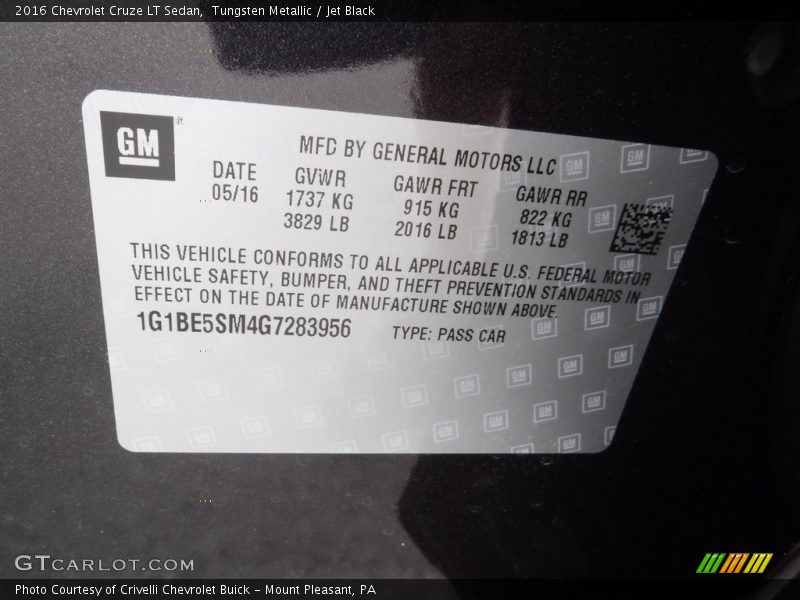 2016 Chevrolet Cruze LT Sedan, Tungsten Metallic / Jet Black
GM
®
MFD BY GENERAL MOTORS LLC
DATE GVWR GAWR FRT GAWR RR
05/16 1737 KG 915 KG 822 KG
3829 LB 2016 LB 1813 LB
THIS VEHICLE CONFORMS TO ALL APPLICABLE U.S. FEDERAL MOTOR
VEHICLE SAFETY, BUMPER, AND THEFT PREVENTION STANDARDS IN
EFFECT ON THE DATE OF MANUFACTURE SHOWN ABOVE.
1G1BE5SM4G7283956 TYPE: PASS CAR
GTCARLOT.COM
Photo Courtesy of Crivelli Chevrolet Buick - Mount Pleasant, PA